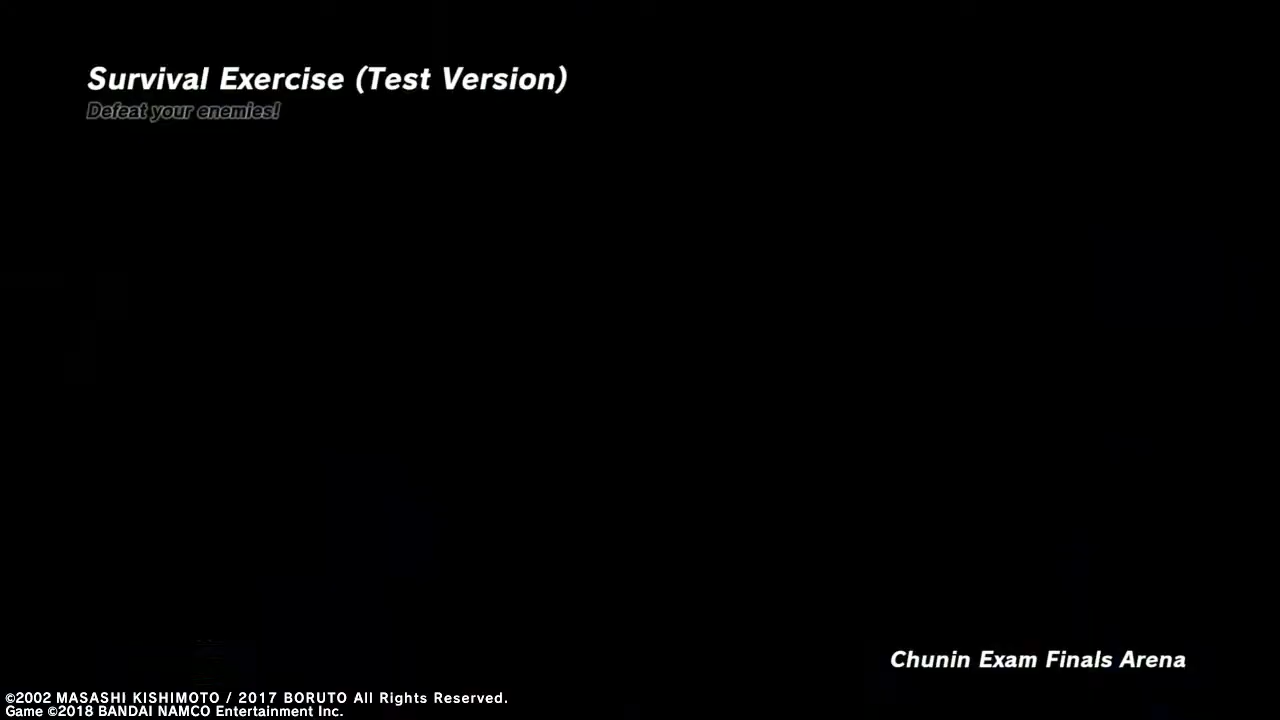 Survival Exercise (Test Version)
Defeat your enemies!
Chunin Exam Finals Arena
©2002 MASASHI KISHIMOTO / 2017 BORUTO All Rights Reserved.
Game ©2018 BANDAI NAMCO Entertainment Inc.